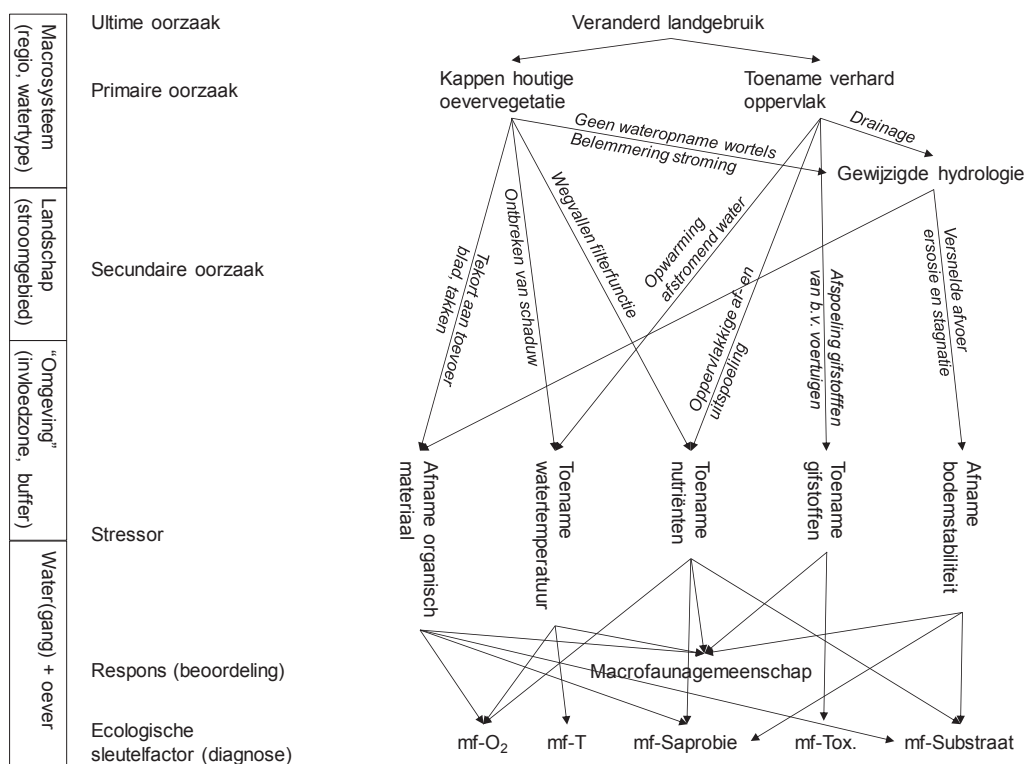 Macrosysteem
(regio, watertype)
Landschap
(stroomgebied)
“Omgeving”
(invloedzone, buffer)
Water(gang) + oever
Ultime oorzaak
Veranderd landgebruik
Primaire oorzaak
Kappen houtige
oevervegetatie
Toename verhard
oppervlak
Geen wateropname wortels
Belemmering stroming
Drainage
Gewijzigde hydrologie
Secundaire oorzaak
Tekort aan toevoer
blad, takken
Ontbreken van schaduw
Wegvallen filterfunctie
Opwarming
afstromend water
Oppervlakkige af- en
uitspoeling
Afspoeling gifstofffen
van b.v. voertuigen
Versnelde afvoer
ersosie en stagnatie
Stressor
Afname organisch
materiaal
Toename
watertemperatuur
Toename
nutriënten
Toename
gifstoffen
Afname
bodemstabiliteit
Respons (beoordeling)
Macrofaunagemeenschap
Ecologische
sleutelfactor (diagnose)
mf-O₂
mf-T
mf-Saprobie
mf-Tox.
mf-Substraat